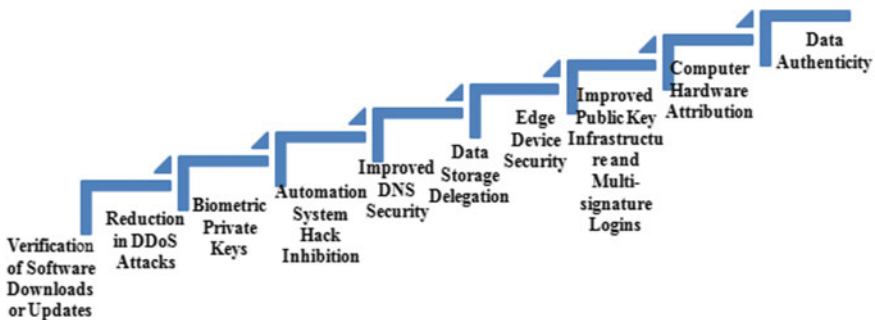 Verification
of Software
Downloads
or Updates
Reduction
in DDoS
Attacks
Biometric
Private
Keys
Automation
System
Hack
Inhibition
Improved
DNS
Security
Data
Storage
Delegation
Edge
Device
Security
Improved
Public Key
Infrastructu
re and
Multi-
signature
Logins
Computer
Hardware
Attribution
Data
Authenticity